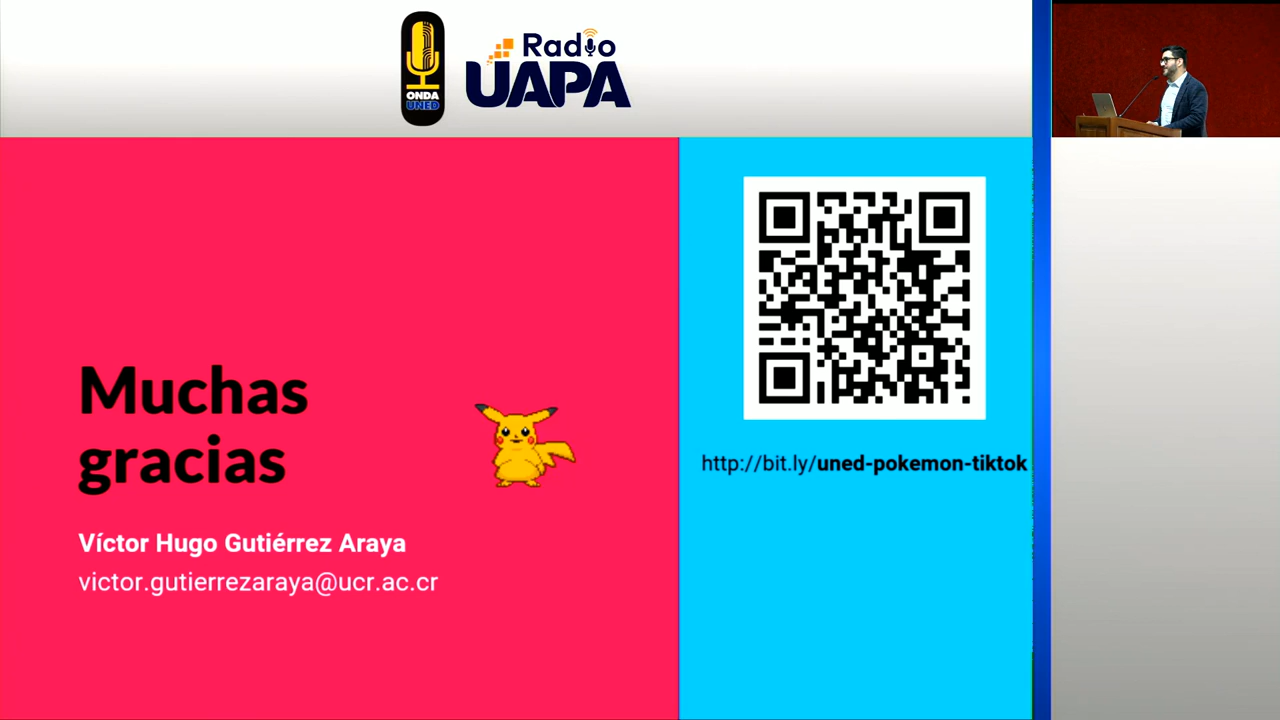 ONDA
UNED
Radio
UAPA
Muchas
gracias
Víctor Hugo Gutiérrez Araya
victor.gutierrezaraya@ucr.ac.cr
http://bit.ly/uned-pokemon-tiktok